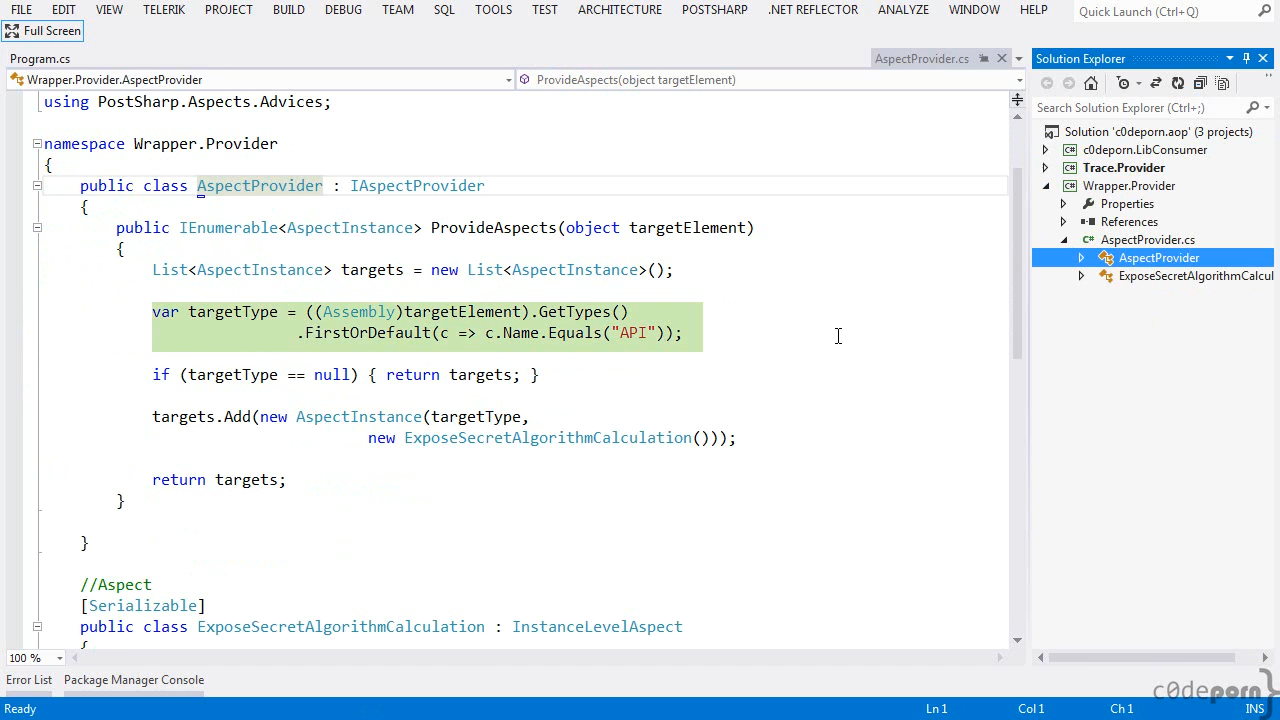 FILE EDIT VIEW TELERIK PROJECT BUILD DEBUG TEAM SQL TOOLS TEST ARCHITECTURE POSTSHARP .NET REFLECTOR ANALYZE WINDOW HELP Quick Launch (Ctrl+Q)
Full Screen
Program.cs AspectProvider.cs
Wrapper.Provider.AspectProvider ProvideAspects(object targetElement)
using PostSharp.Aspects.Advices;
namespace Wrapper.Provider
{
public class AspectProvider : IAspectProvider
{
public IEnumerable<AspectInstance> ProvideAspects(object targetElement)
{
List<AspectInstance> targets = new List<AspectInstance>();
var targetType = ((Assembly)targetElement).GetTypes()
.FirstOrDefault(c => c.Name.Equals("API"));
if (targetType == null) { return targets; }
targets.Add(new AspectInstance(targetType,
new ExposeSecretAlgorithmCalculation()));
return targets;
}
}
//Aspect
[Serializable]
public class ExposeSecretAlgorithmCalculation : InstanceLevelAspect
{
100 %
Solution Explorer
Search Solution Explorer (Ctrl+;)
Solution 'c0deporn.aop' (3 projects)
c0deporn.LibConsumer
Trace.Provider
Wrapper.Provider
Properties
References
AspectProvider.cs
AspectProvider
ExposeSecretAlgorithmCalcul
Error List Package Manager Console
c0deporn
Ready Ln 1 Col 1 Ch 1 INS